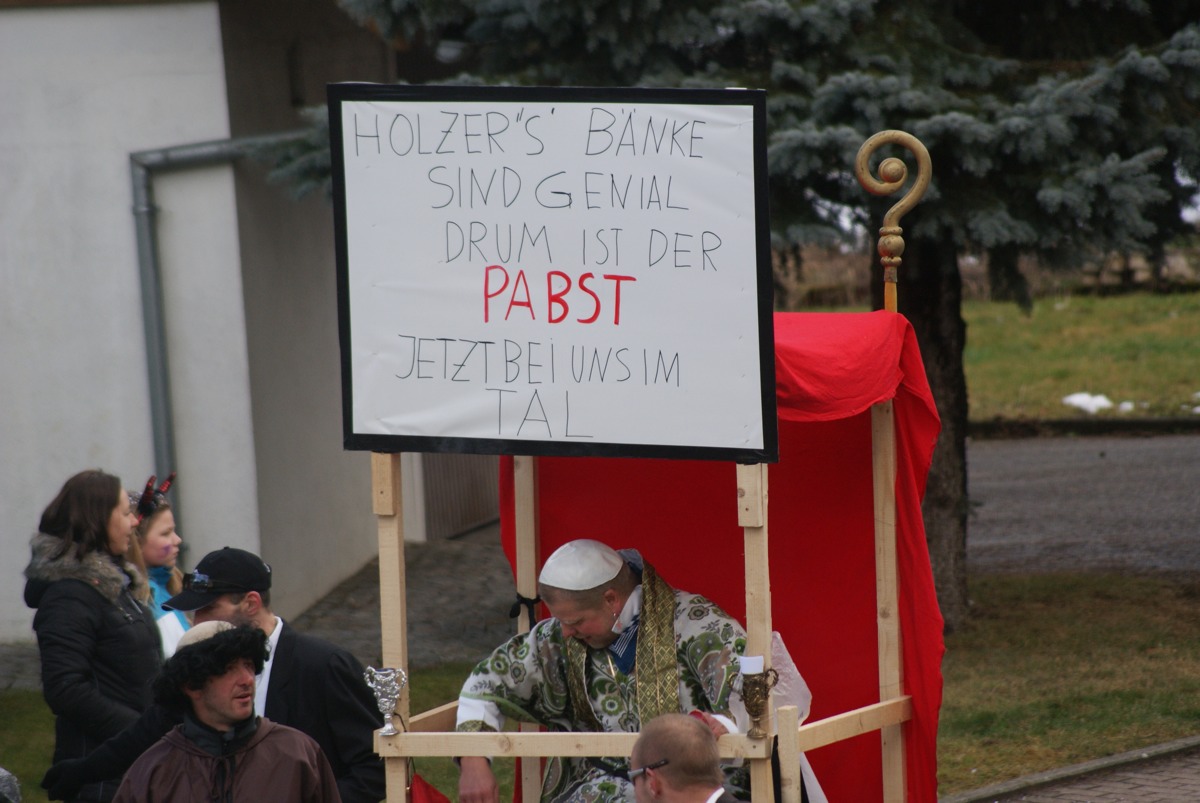 HOLZER"S' BÄNKE
SIND GENIAL
DRUM IST DER
PABST
JETZT BEI UNS IM
TAL